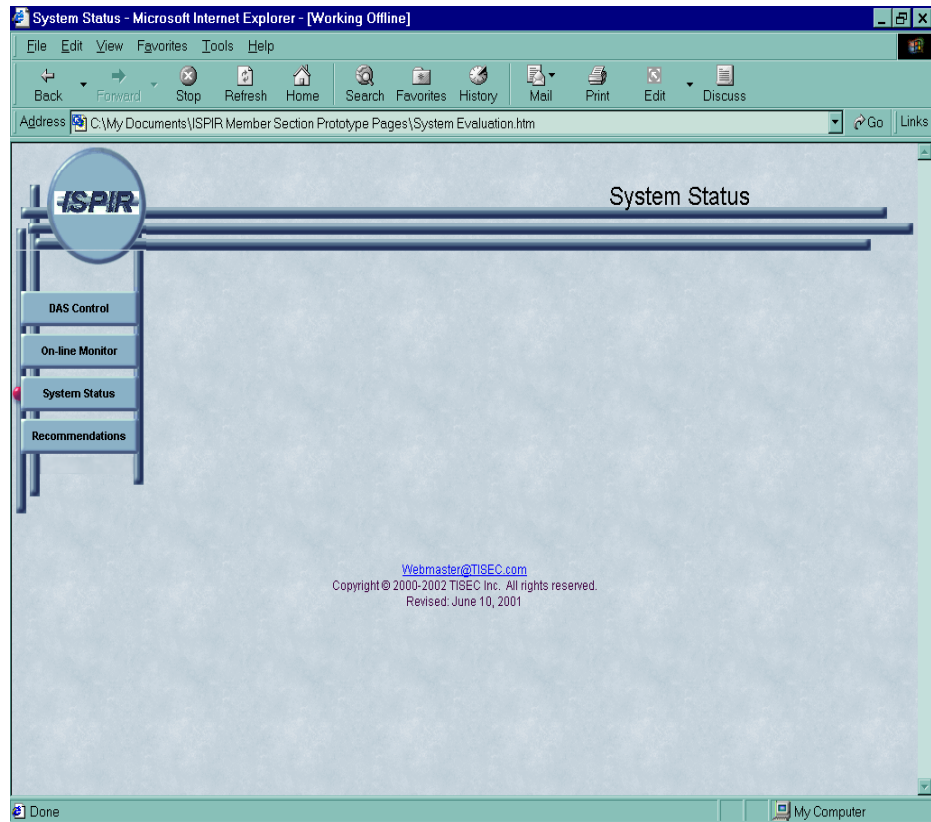 System Status - Microsoft Internet Explorer - [Working Offline]
File Edit View Favorites Tools Help
Back Forward Stop Refresh Home Search Favorites History Mail Print Edit Discuss
Address C:\My Documents\ISPIR Member Section Prototype Pages\System Evaluation.htm Go Links
ISPIR
System Status
DAS Control
On-line Monitor
System Status
Recommendations
Webmaster@TISEC.com
Copyright © 2000-2002 TISEC Inc. All rights reserved.
Revised: June 10, 2001
Done My Computer